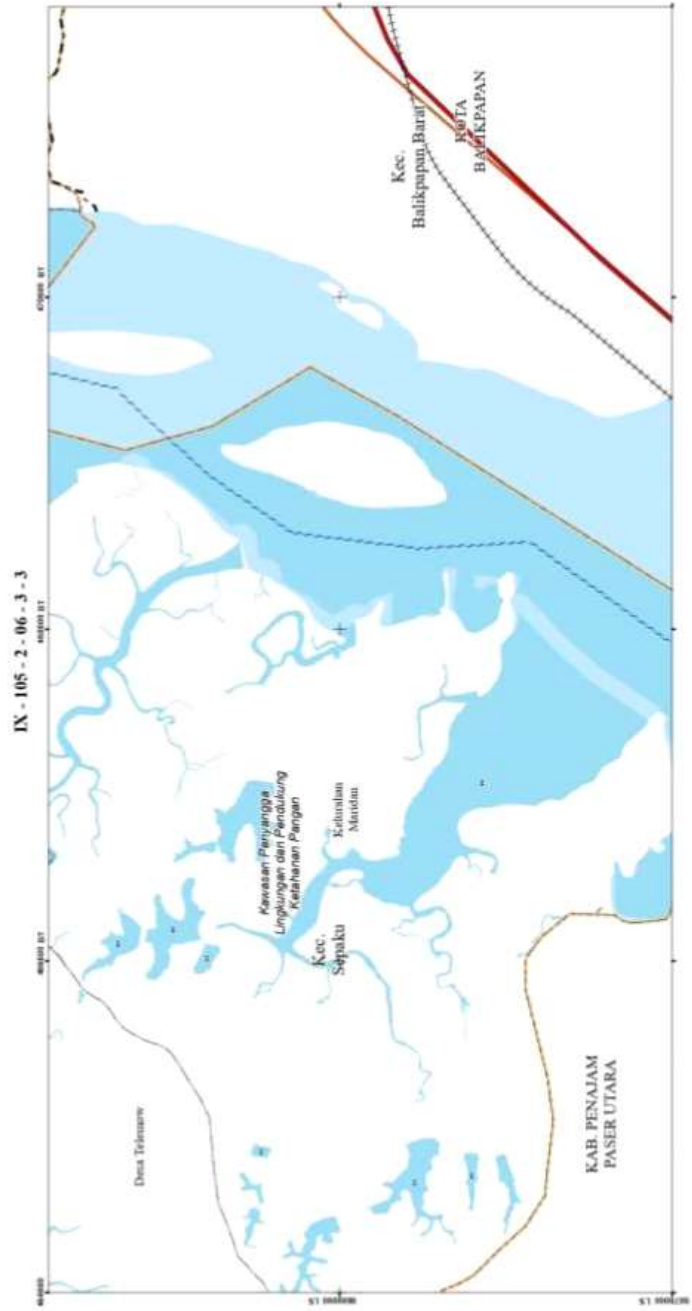 IX - 105 - 2 - 06 - 3 - 3
KOTA
BALIKPAPAN
Kec.
Balikpapan Barat
Kawasan Penyangga
Lingkungan dan Pendukung
Ketahanan Pangan
Kelurahan
Maridan
Kec.
Sepaku
Desa Telemow
KAB. PENAJAM
PASER UTARA